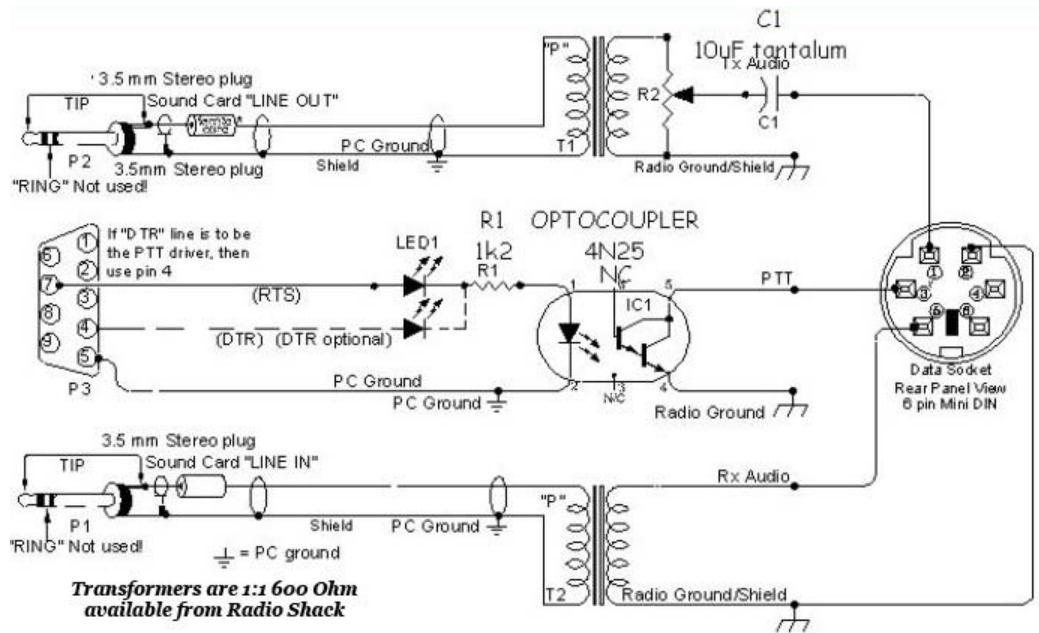 C1
10uF tantalum
Tx Audio
C1
"P"
R2
T1
3.5 mm Stereo plug
TIP
Sound Card "LINE OUT"
PC Ground
Shield
Radio Ground/Shield
P2
3.5mm Stereo plug
"RING" Not used!
If "DTR" line is to be
the PTT driver, then
use pin 4
1
6
2
7
3
8
4
9
5
P3
(RTS)
(DTR) (DTR optional)
PC Ground
PC Ground
LED1
R1
1k2
R1
OPTOCOUPLER
4N25
NC
1
5
IC1
2
3
4
N/C
PTT
Radio Ground
1
2
3
4
5
6
Data Socket
Rear Panel View
6 pin Mini DIN
3.5 mm Stereo plug
TIP
Sound Card "LINE IN"
P1
"RING" Not used!
Shield
PC Ground
"P"
T2
Rx Audio
Radio Ground/Shield
= PC ground
Transformers are 1:1 600 Ohm
available from Radio Shack